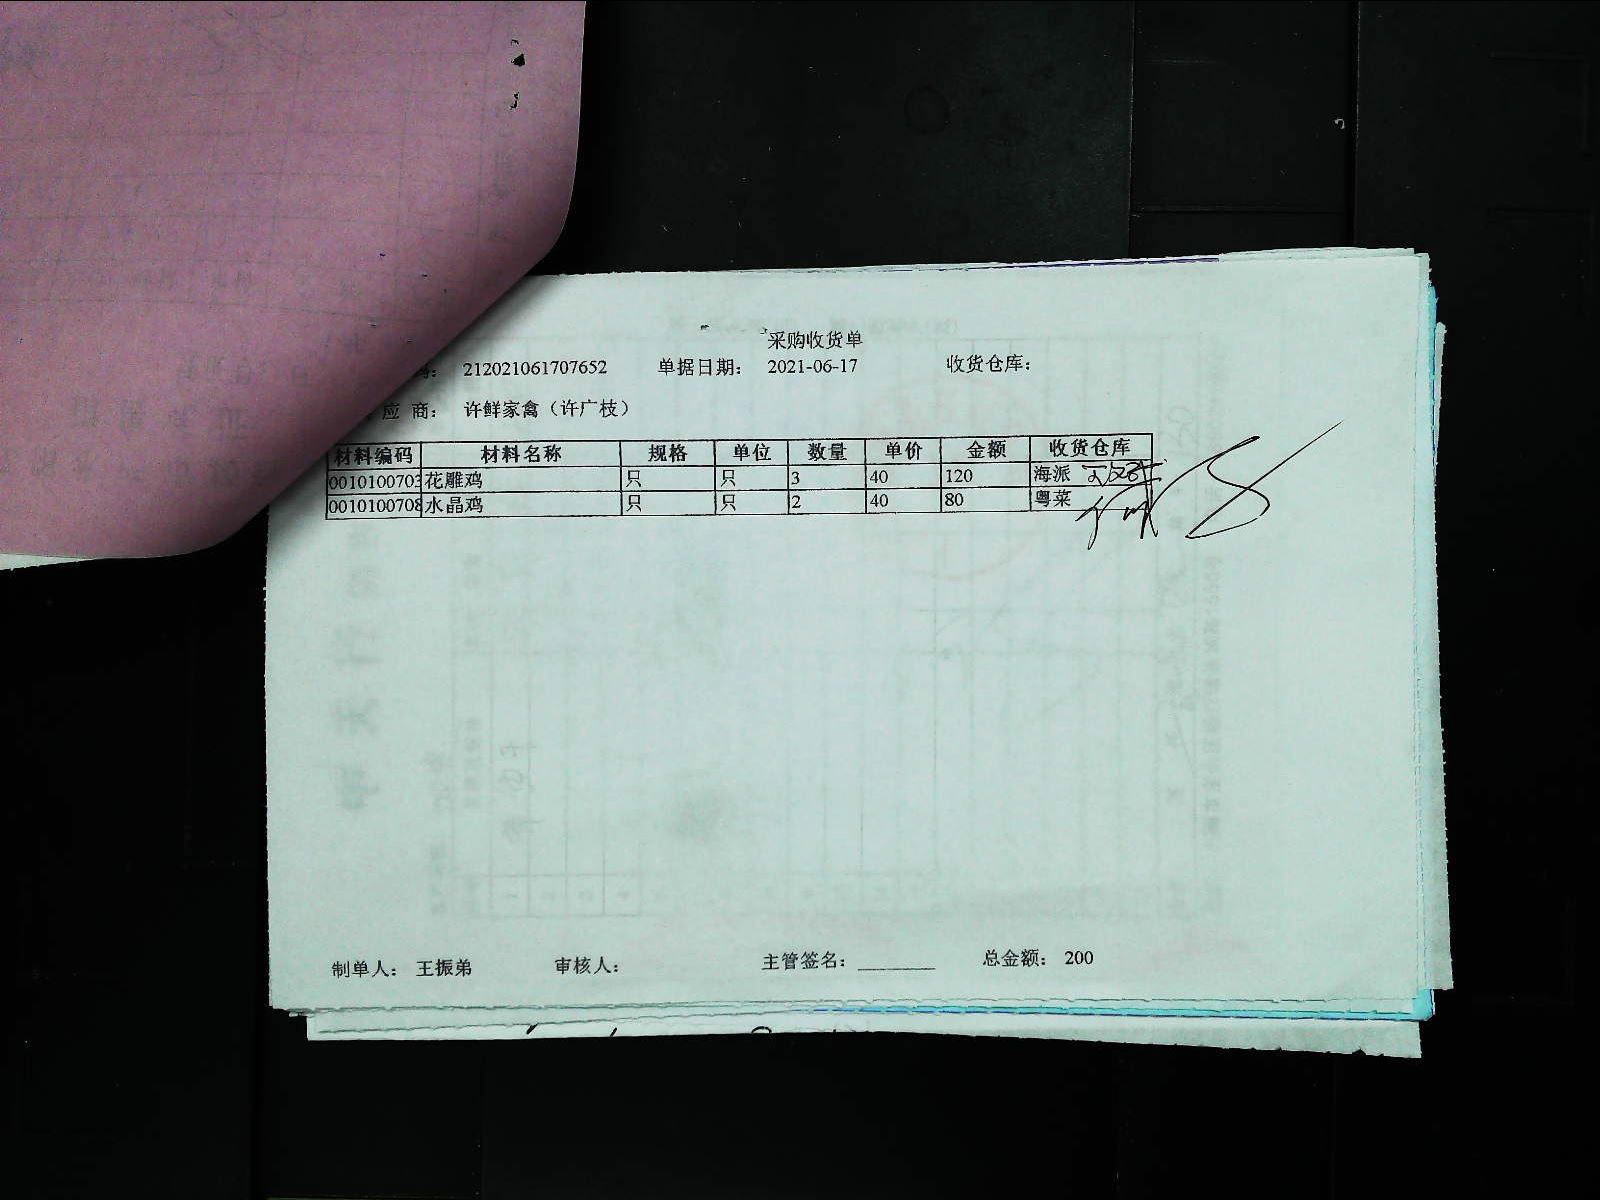 采购收货单
212021061707652 单据日期： 2021-06-17 收货仓库：
应 商： 许鲜家禽（许广枝）
材料编码 材料名称 规格 单位 数量 单价 金额 收货仓库
0010100703 花雕鸡 只 只 3 40 120 海派
0010100708 水晶鸡 只 只 2 40 80 粤菜
制单人： 王振弟 审核人： 主管签名： 总金额： 200